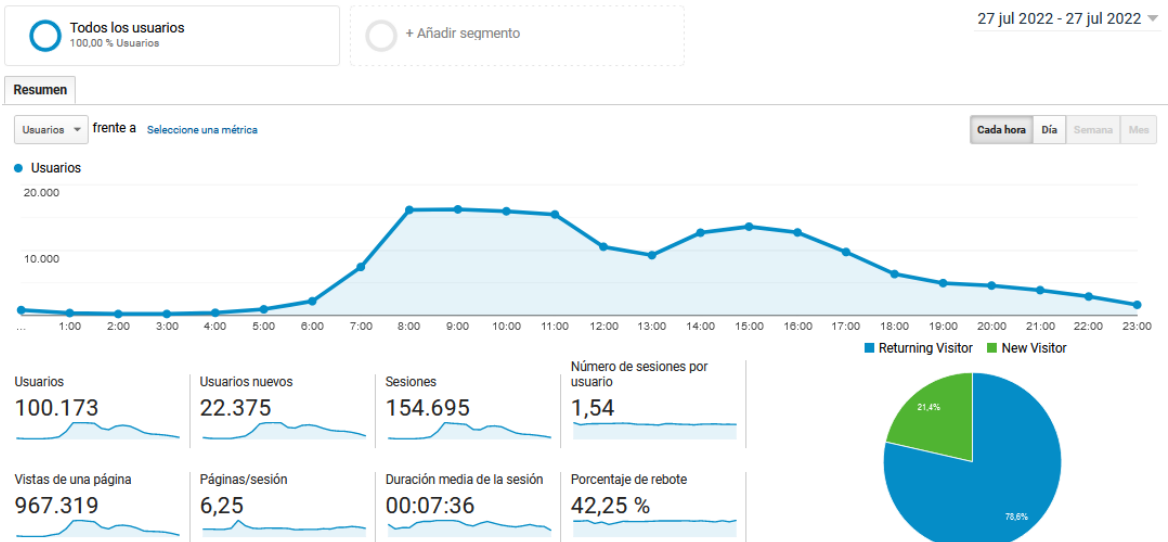 Todos los usuarios
100,00 % Usuarios
+ Añadir segmento
27 jul 2022 - 27 jul 2022
Resumen
Usuarios frente a Seleccione una métrica
Cada hora Día Semana Mes
Usuarios
20.000
10.000
... 1:00 2:00 3:00 4:00 5:00 6:00 7:00 8:00 9:00 10:00 11:00 12:00 13:00 14:00 15:00 16:00 17:00 18:00 19:00 20:00 21:00 22:00 23:00
Returning Visitor New Visitor
Usuarios
100.173
Usuarios nuevos
22.375
Sesiones
154.695
Número de sesiones por
usuario
1,54
Vistas de una página
967.319
Páginas/sesión
6,25
Duración media de la sesión
00:07:36
Porcentaje de rebote
42,25 %
21,4%
78,6%